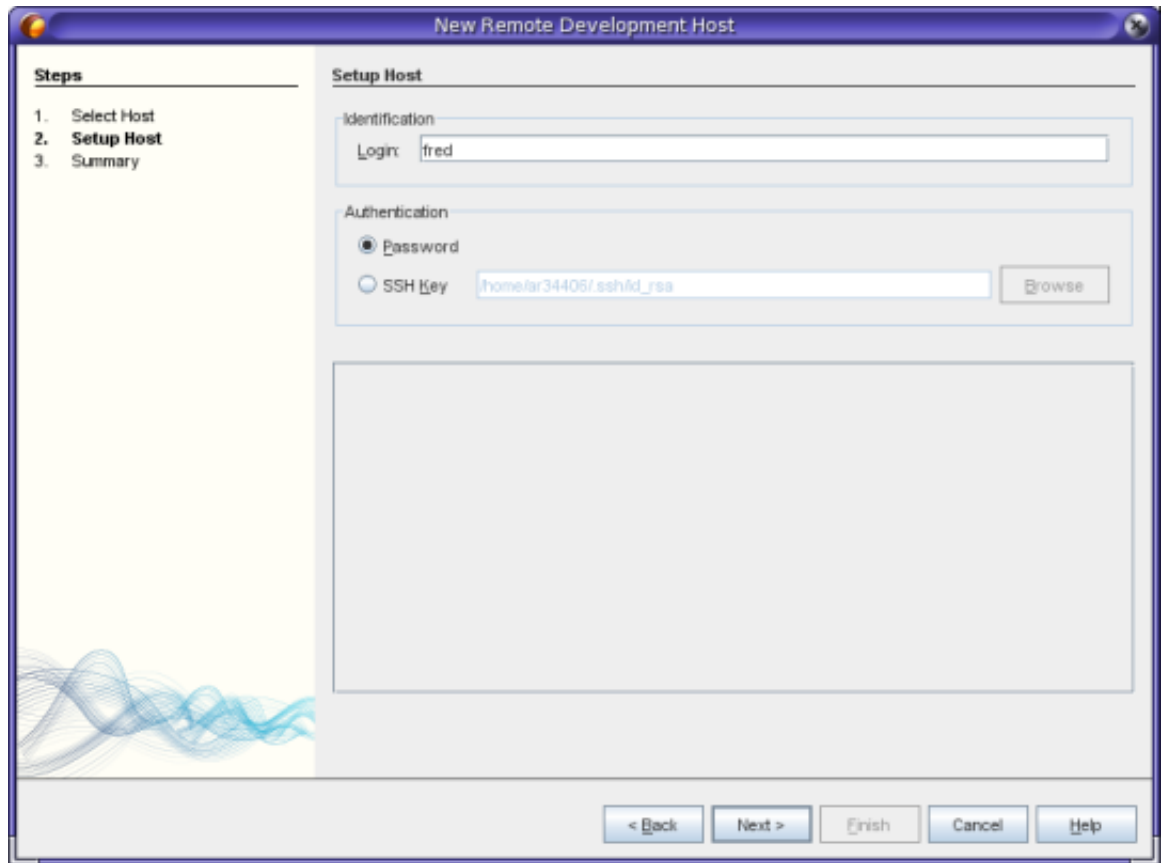 New Remote Development Host
Steps
1. Select Host
2. Setup Host
3. Summary
Setup Host
Identification
Login: fred
Authentication
Password
SSH Key /home/ar34406/.ssh/id_rsa Browse
< Back Next > Finish Cancel Help